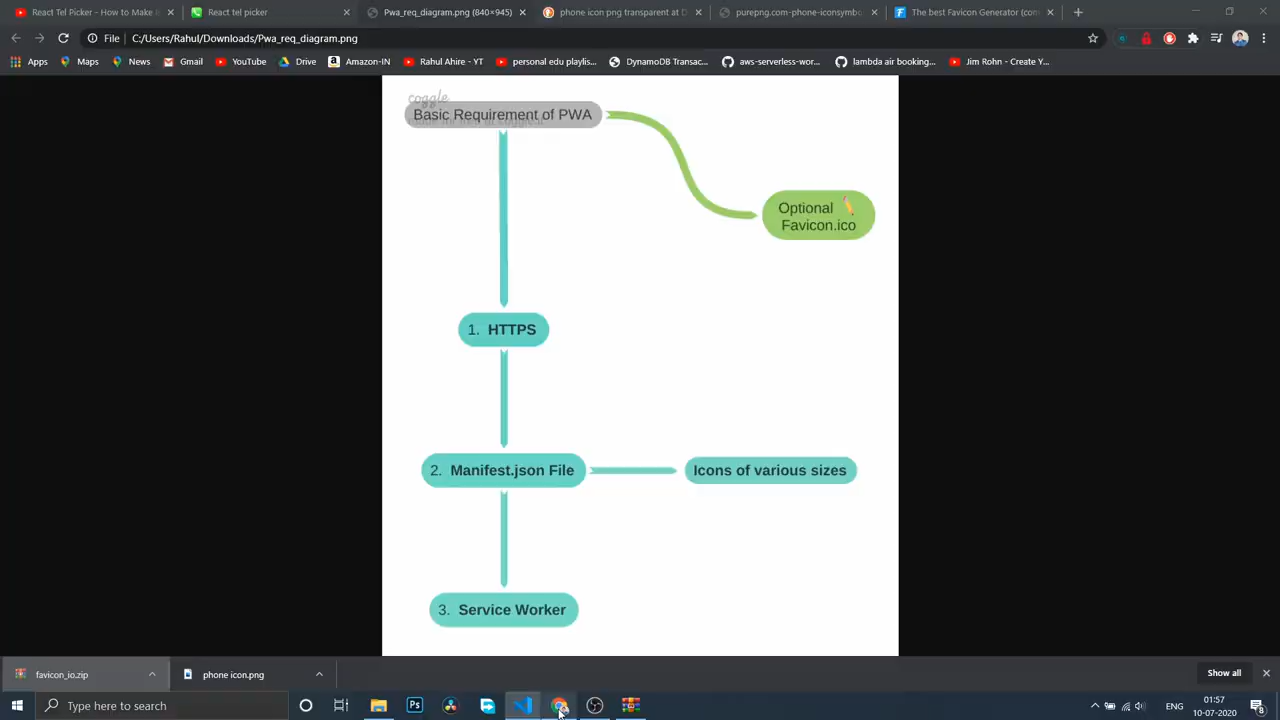 React Tel Picker - How to Make E
React tel picker
Pwa_req_diagram.png (840×945)
phone icon png transparent at D
purepng.com-phone-iconsymbo
The best Favicon Generator (con
File
C:/Users/Rahul/Downloads/Pwa_req_diagram.png
Apps
Maps
News
Gmail
YouTube
Drive
Amazon-IN
Rahul Ahire - YT
personal edu playlis...
DynamoDB Transac...
aws-serverless-wor...
lambda air booking...
Jim Rohn - Create Y...
coggle
Basic Requirement of PWA
Optional
Favicon.ico
1. HTTPS
2. Manifest.json File
Icons of various sizes
3. Service Worker
favicon_io.zip
phone icon.png
Show all
Type here to search
Ps
ENG
01:57
10-07-2020